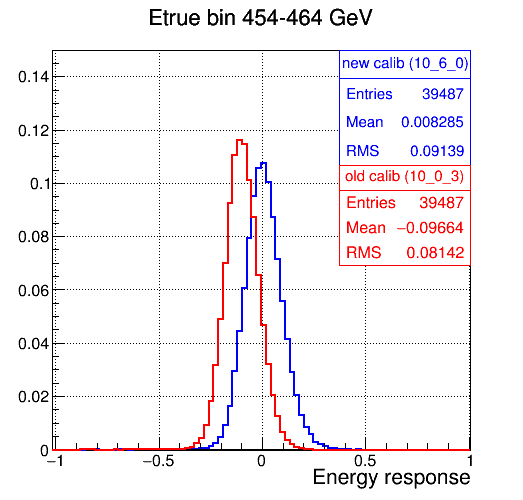 Etrue bin 454-464 GeV
new calib (10_6_0)
Entries 39487
Mean 0.008285
RMS 0.09139
old calib (10_0_3)
Entries 39487
Mean −0.09664
RMS 0.08142
0.14
0.12
0.1
0.08
0.06
0.04
0.02
0
−1 −0.5 0 0.5 1
Energy response